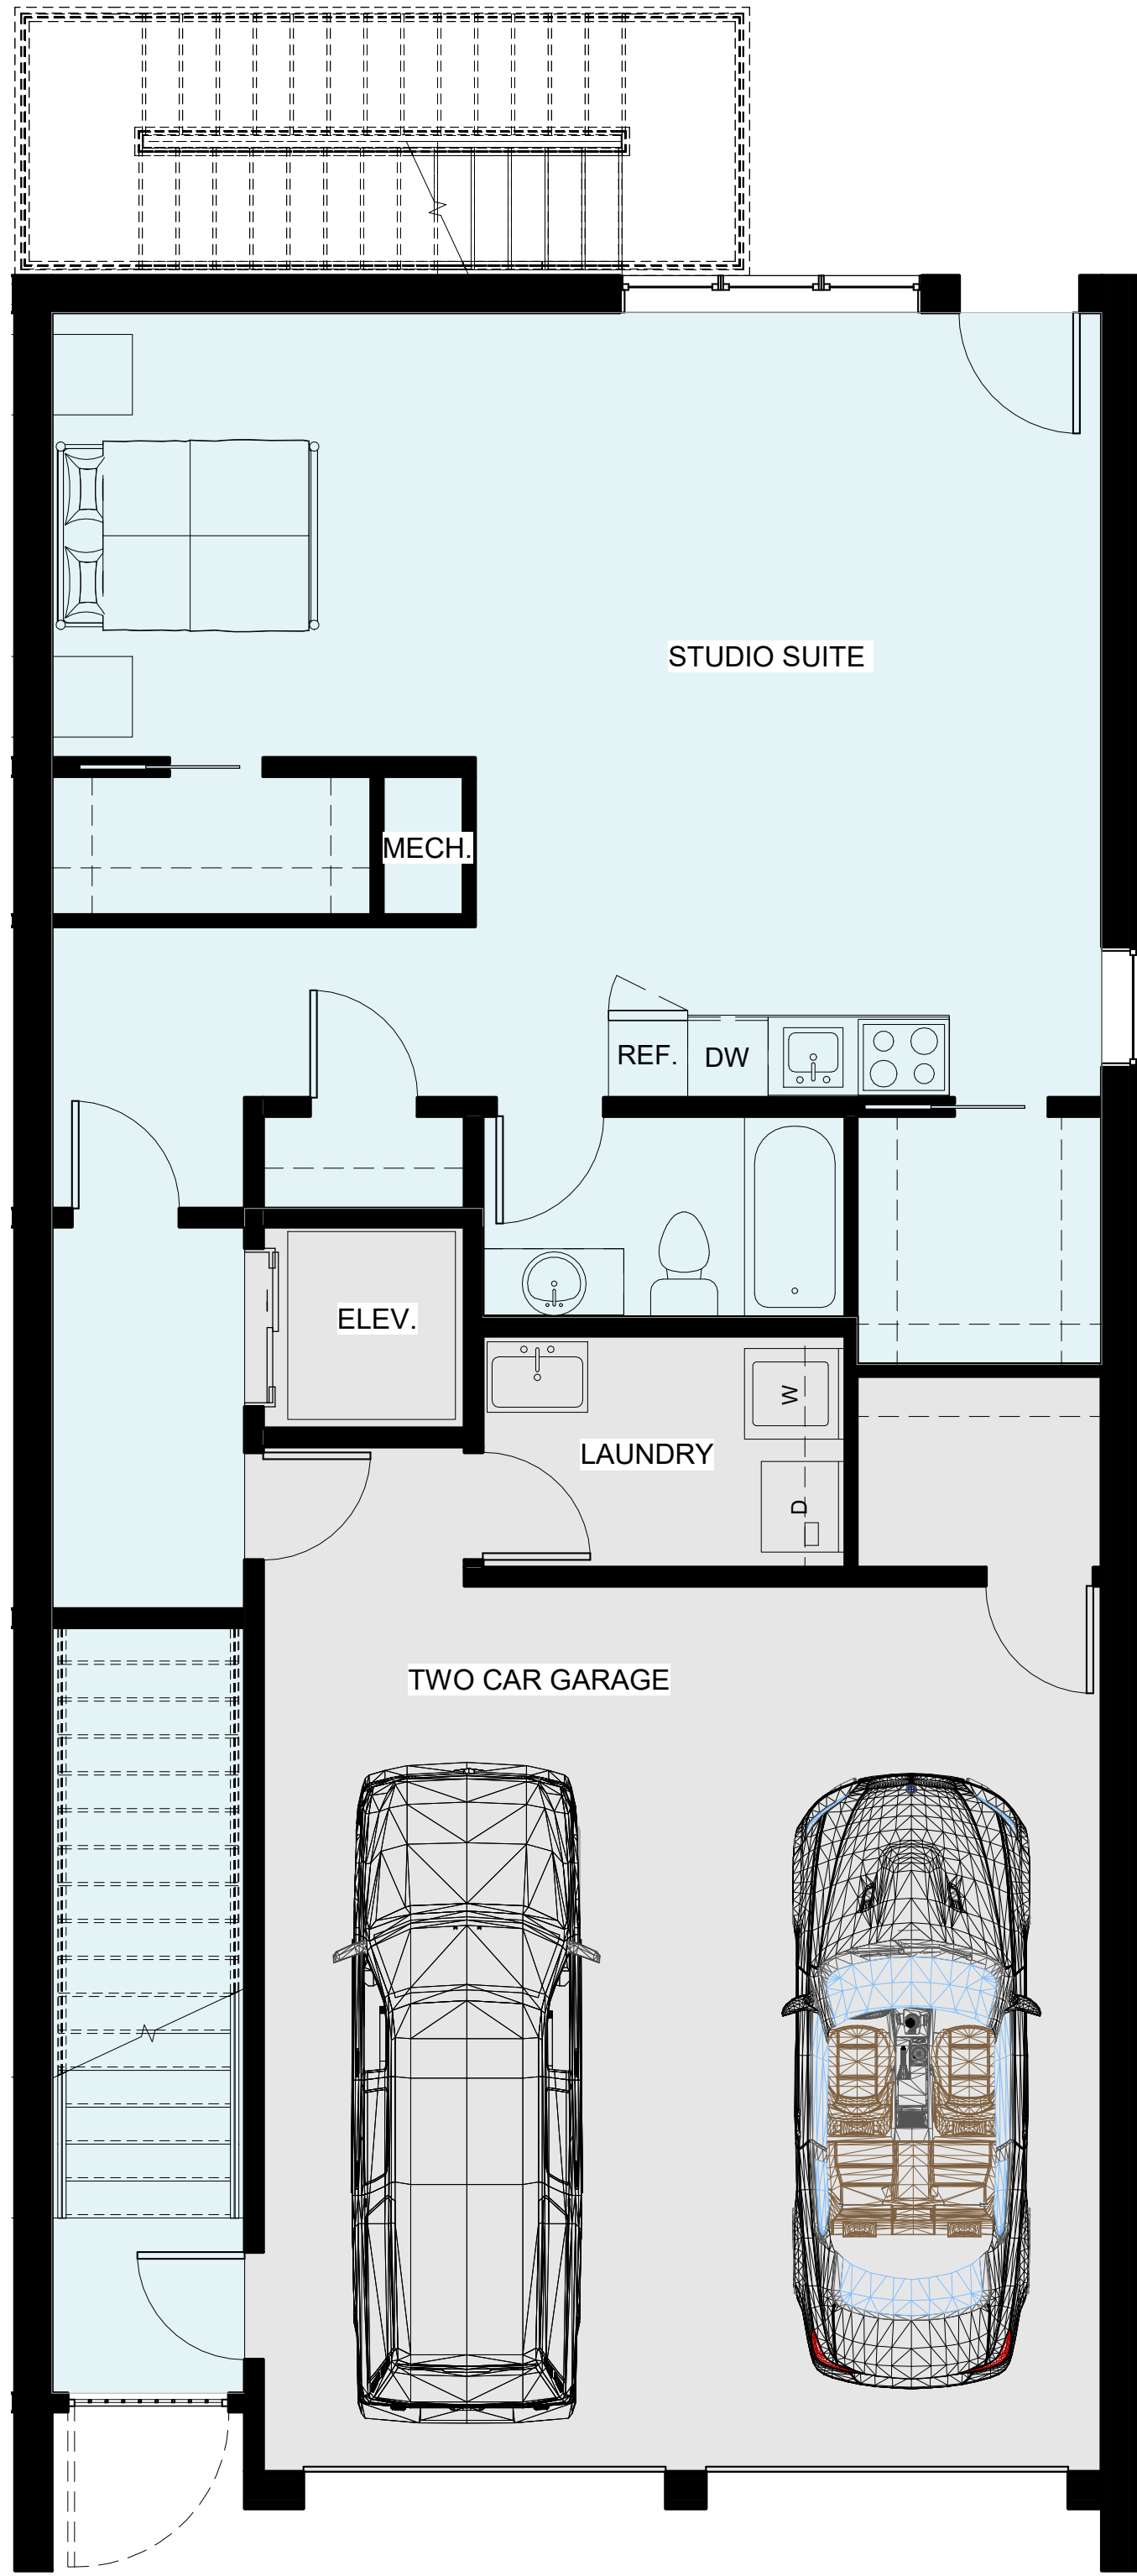 STUDIO SUITE
MECH.
REF.
DW
ELEV.
W
LAUNDRY
D
TWO CAR GARAGE